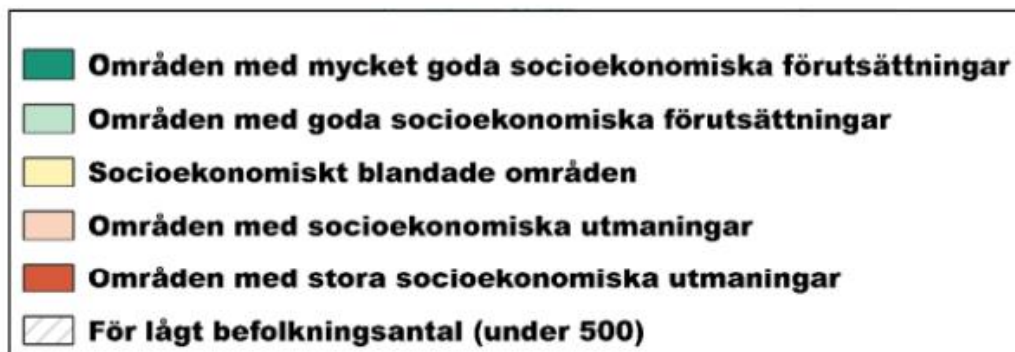 Områden med mycket goda socioekonomiska förutsättningar
Områden med goda socioekonomiska förutsättningar
Socioekonomiskt blandade områden
Områden med socioekonomiska utmaningar
Områden med stora socioekonomiska utmaningar
För lågt befolkningsantal (under 500)